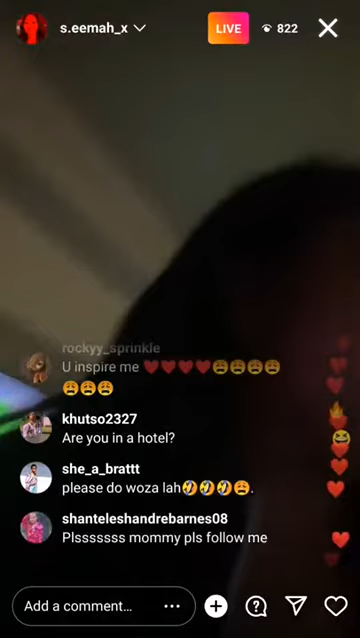 s.eemah_x
LIVE
822
rockyy_sprinkle
U inspire me ❤️❤️❤️❤️😩😩😩😩
😩😩😩
khutso2327
Are you in a hotel?
she_a_brattt
please do woza lah🤣🤣🤣😩.
shanteleshandrebarnes08
Plsssssss mommy pls follow me
Add a comment...